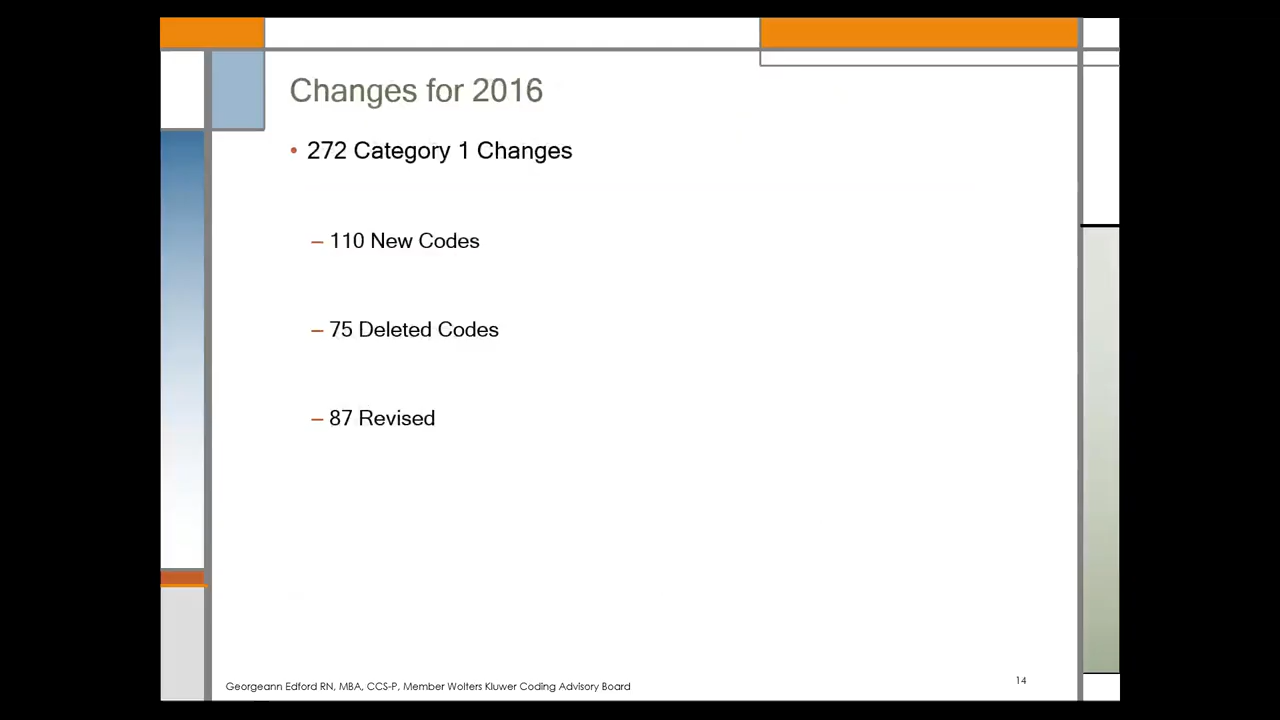 Changes for 2016
• 272 Category 1 Changes
– 110 New Codes
– 75 Deleted Codes
– 87 Revised
Georgeann Edford RN, MBA, CCS-P, Member Wolters Kluwer Coding Advisory Board
14